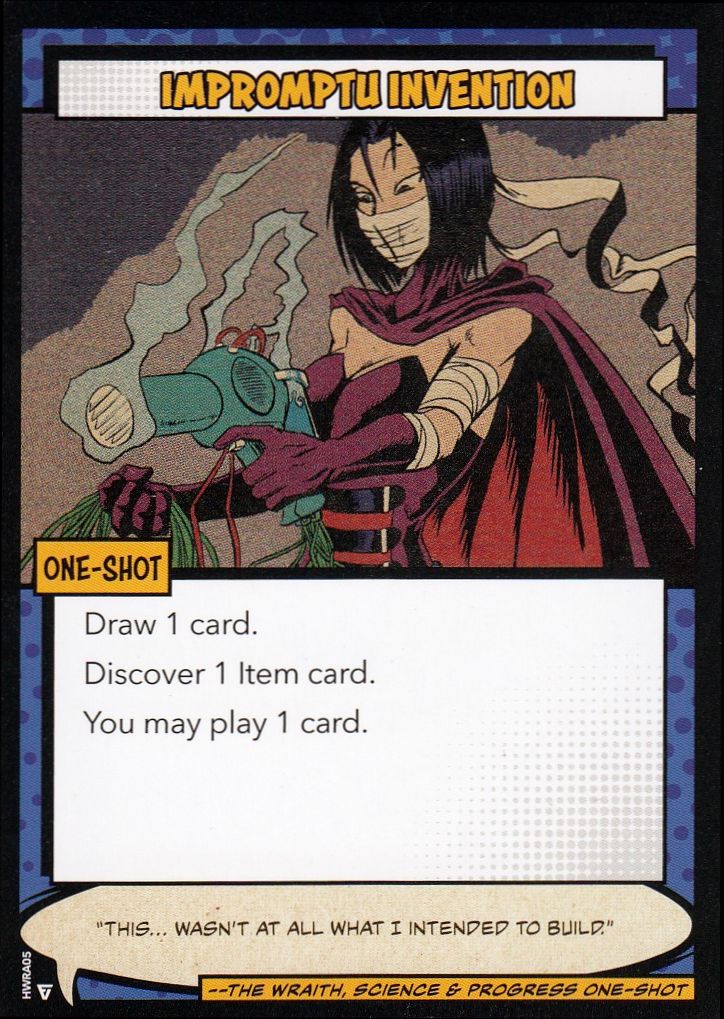 IMPROMPTU INVENTION
ONE-SHOT
Draw 1 card.
Discover 1 Item card.
You may play 1 card.
"THIS... WASN'T AT ALL WHAT I INTENDED TO BUILD."
--THE WRAITH, SCIENCE & PROGRESS ONE-SHOT
HWRA05